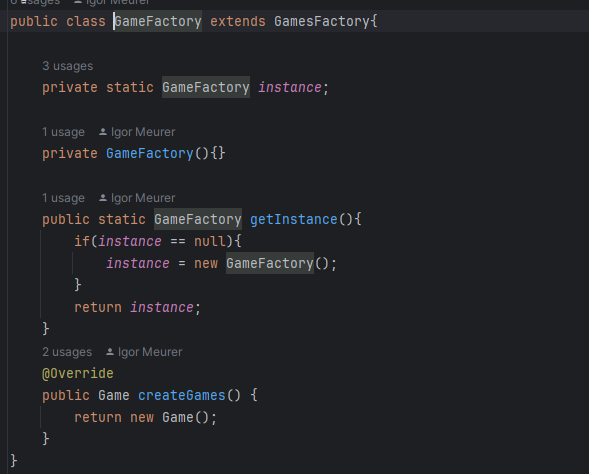 usages Igor Meurer
public class GameFactory extends GamesFactory{
3 usages
private static GameFactory instance;
1 usage Igor Meurer
private GameFactory(){}
1 usage Igor Meurer
public static GameFactory getInstance(){
if(instance == null){
instance = new GameFactory();
}
return instance;
}
2 usages Igor Meurer
@Override
public Game createGames() {
return new Game();
}
}